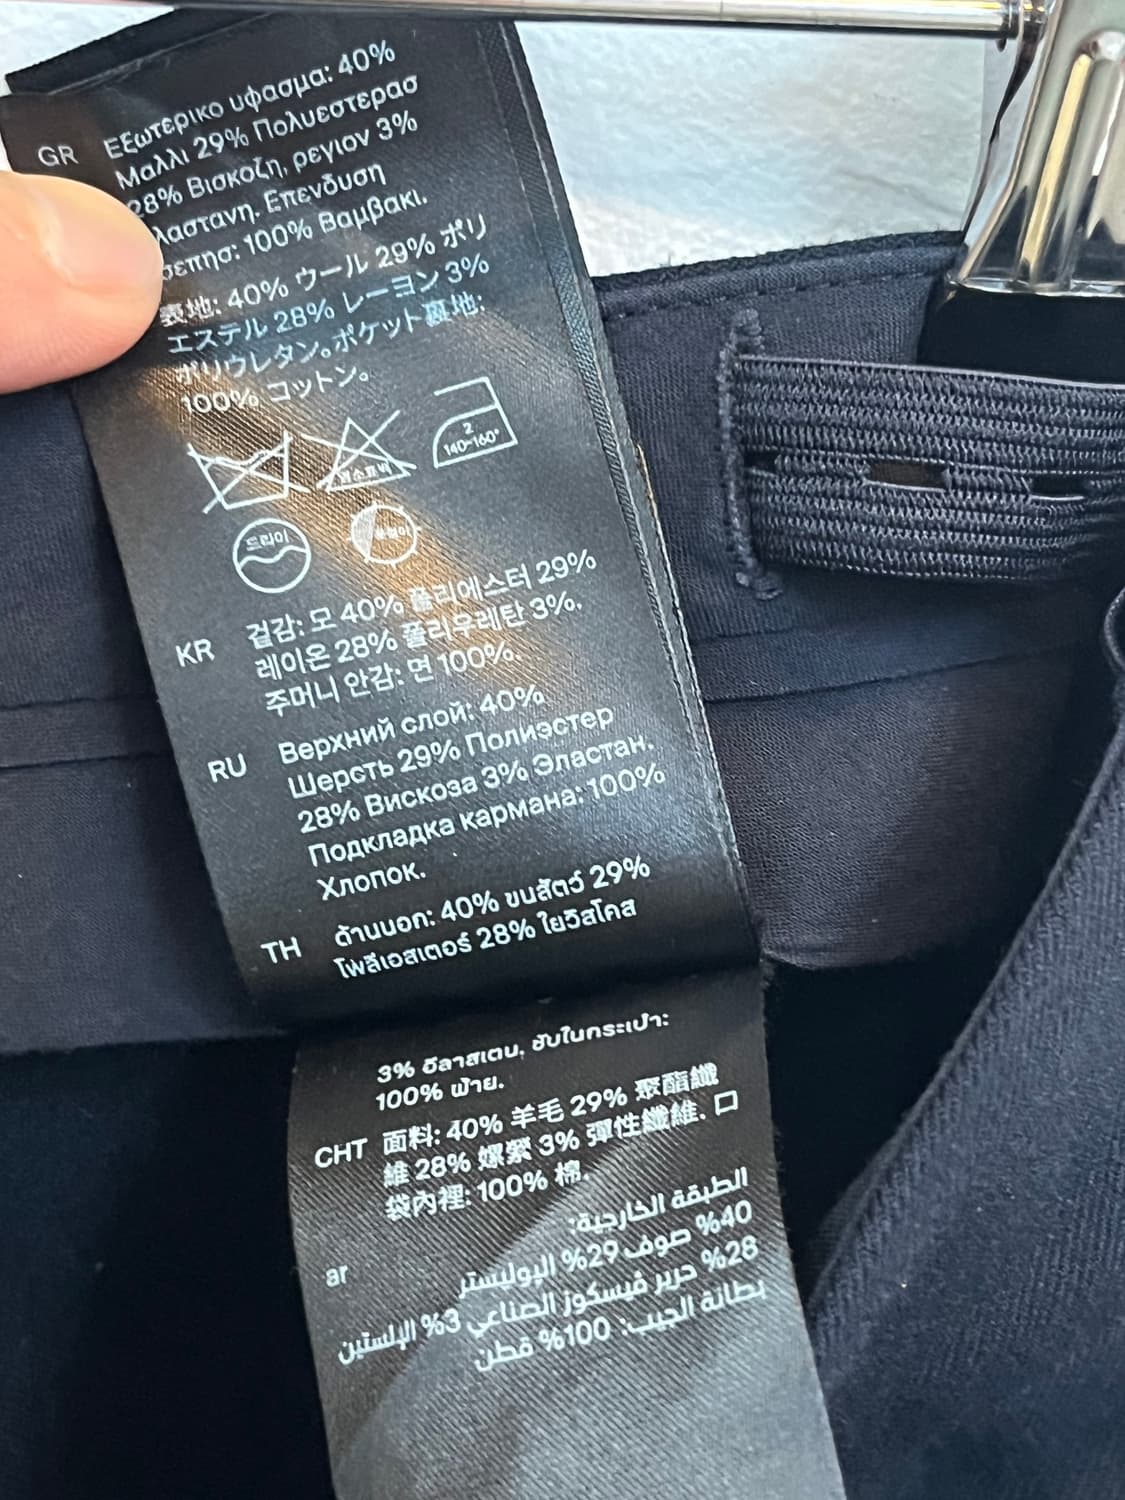 GR Εξωτερικο υφασμα: 40%
Μαλλι 29% Πολυεστερασ
28% Βισκοζη, ρεγιον 3%
λαστανη. Επενδυση
σεπησ: 100% Βαμβακι.
表地: 40% ウール 29% ポリ
エステル 28% レーヨン 3%
ポリウレタン。ポケット裏地:
100% コットン。
2
140~160°
드라이
KR 겉감: 모 40% 폴리에스터 29%
레이온 28% 폴리우레탄 3%.
주머니 안감: 면 100%.
RU Верхний слой: 40%
Шерсть 29% Полиэстер
28% Вискоза 3% Эластан.
Подкладка кармана: 100%
Хлопок.
TH ด้านนอก: 40% ขนสัตว์ 29%
โพลีเอสเตอร์ 28% ใยวิสโคส
3% อีลาสเตน, ซับในกระเป๋า:
100% ฝ้าย.
CHT 面料: 40% 羊毛 29% 聚酯纖
維 28% 嫘縈 3% 彈性纖維. 口
袋內裡: 100% 棉.
الطبقة الخارجية:
ar 40% صوف 29% البوليستر
28% حرير فيسكوز الصناعي 3% الإلستين
بطانة الجيب: 100% قطن